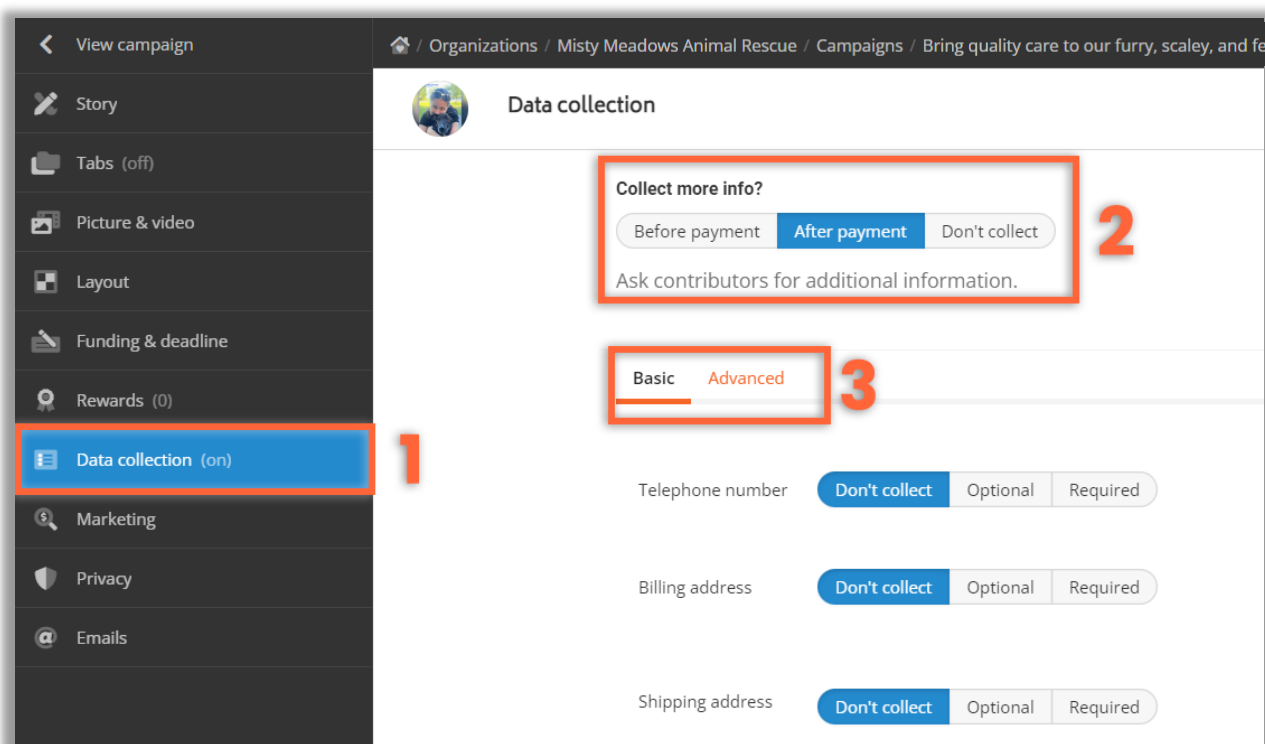 View campaign
/ Organizations / Misty Meadows Animal Rescue / Campaigns / Bring quality care to our furry, scaley, and fe
Story
Data collection
Tabs (off)
Picture & video
Layout
Funding & deadline
Rewards (0)
Data collection (on)
Marketing
Privacy
Emails
1
Collect more info?
Before payment After payment Don't collect
Ask contributors for additional information.
2
Basic Advanced
3
Telephone number Don't collect Optional Required
Billing address Don't collect Optional Required
Shipping address Don't collect Optional Required